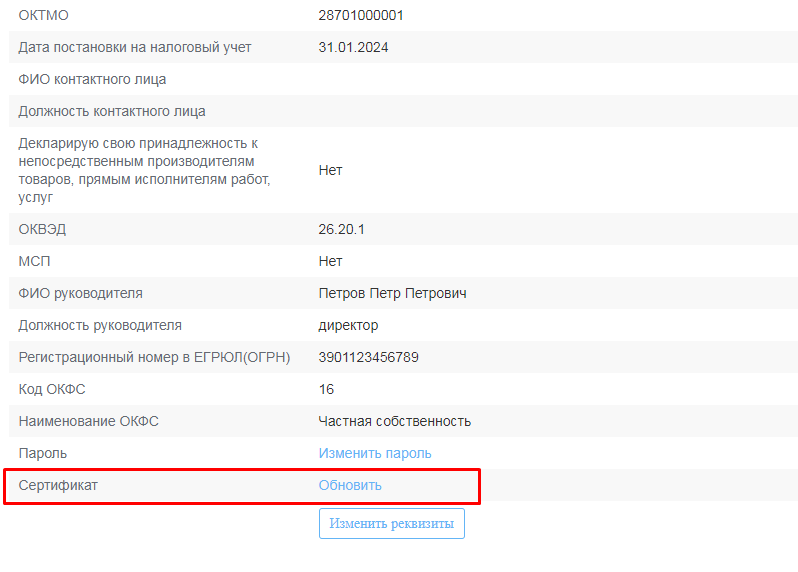 ОКТМО 28701000001
Дата постановки на налоговый учет 31.01.2024
ФИО контактного лица
Должность контактного лица
Декларирую свою принадлежность к
непосредственным производителям
товаров, прямым исполнителям работ,
услуг
Нет
ОКВЭД 26.20.1
МСП Нет
ФИО руководителя Петров Петр Петрович
Должность руководителя директор
Регистрационный номер в ЕГРЮЛ(ОГРН) 3901123456789
Код ОКФС 16
Наименование ОКФС Частная собственность
Пароль Изменить пароль
Сертификат Обновить
Изменить реквизиты